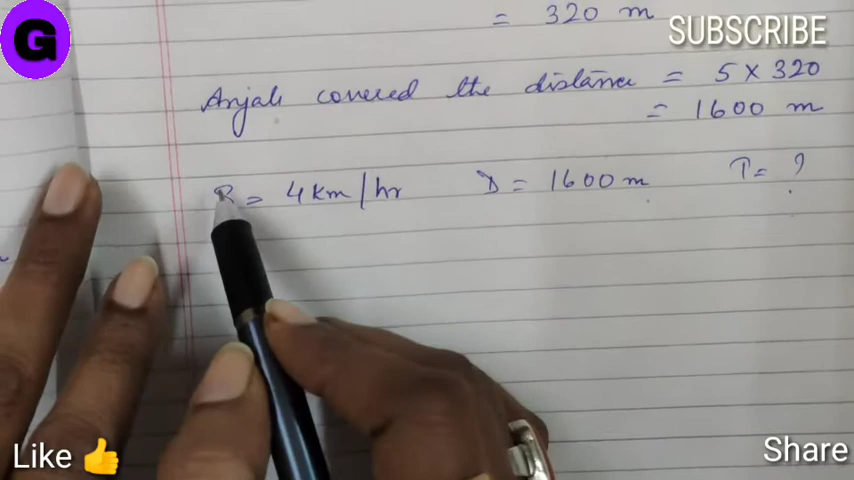 G
= 320 m
SUBSCRIBE
Anjali covered the distance = 5 x 320
= 1600 m
R = 4 km/hr D = 1600 m T = ?
Like 👍
Share